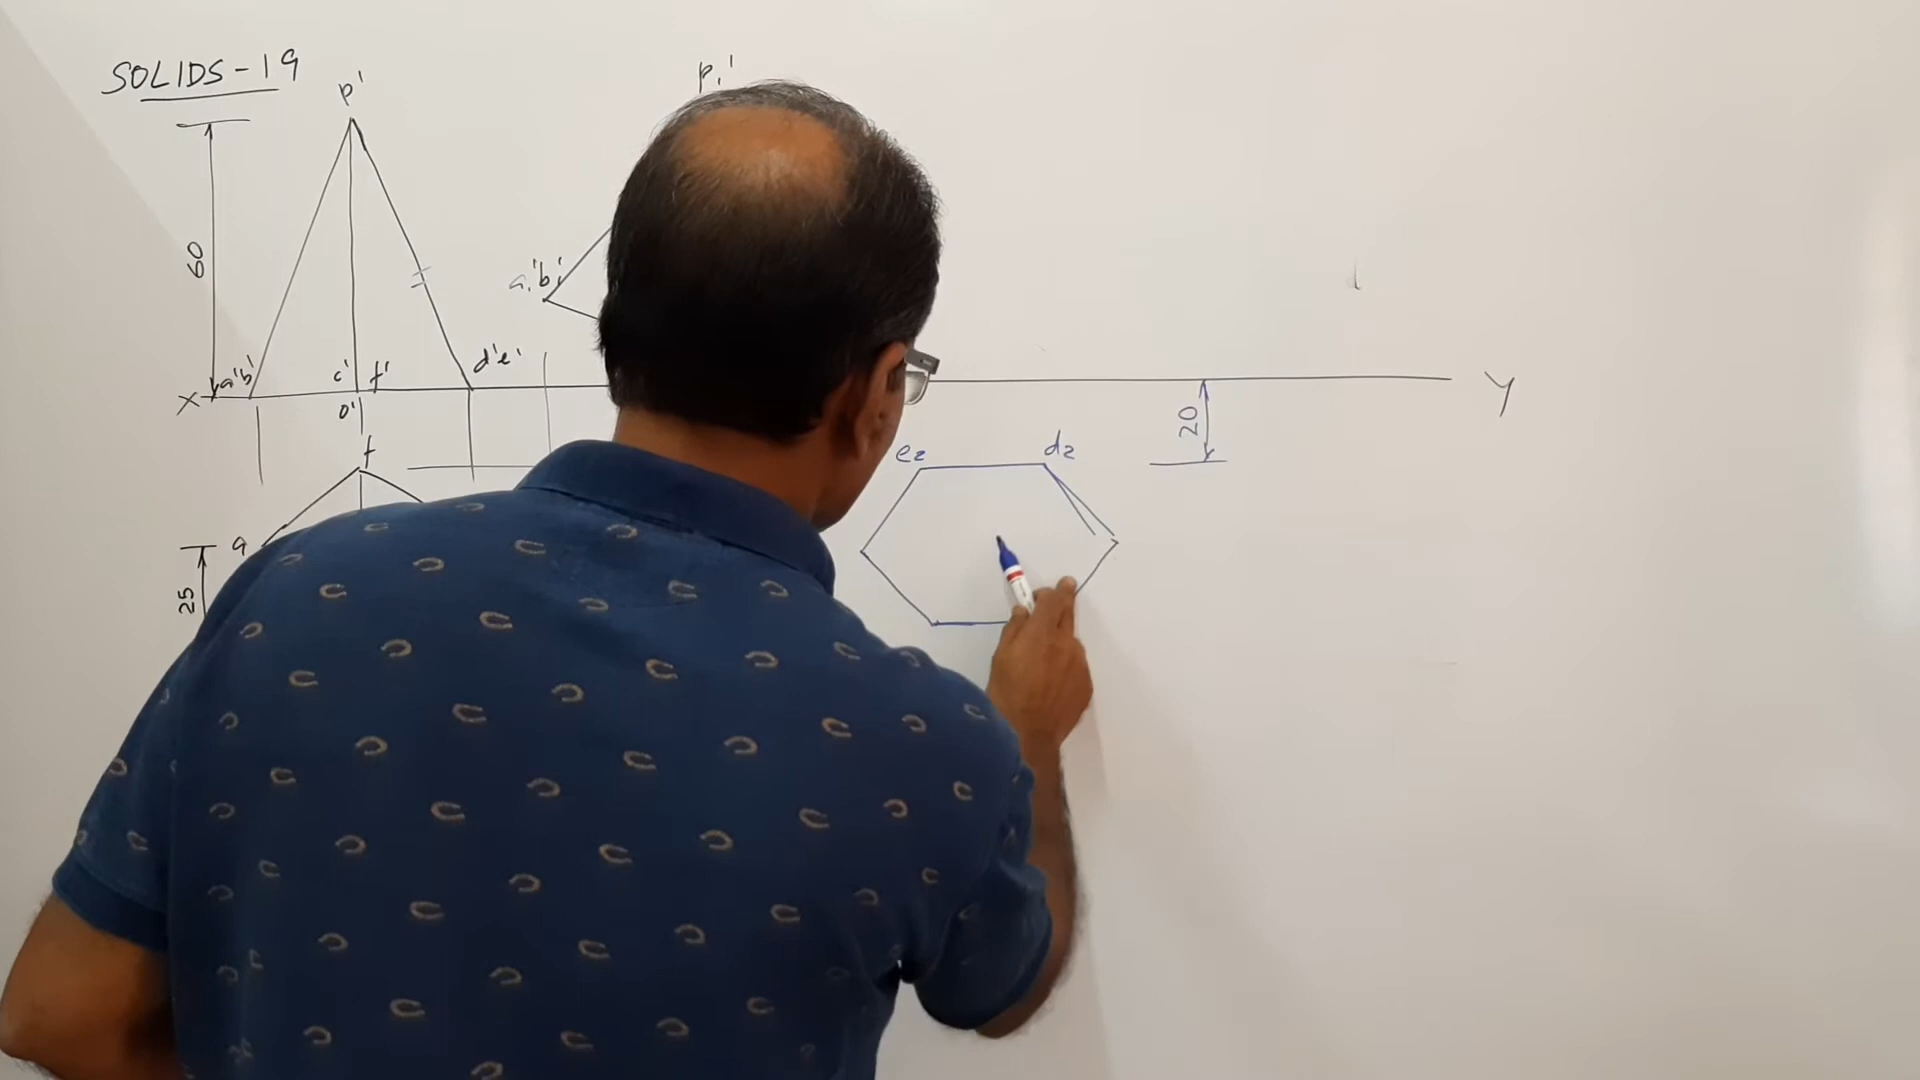 SOLIDS-19
p'
p₁'
60
a₁'b₁'
a'b'
c'
f'
d'e'
X
o'
Y
20
f
e₂
d₂
a
25